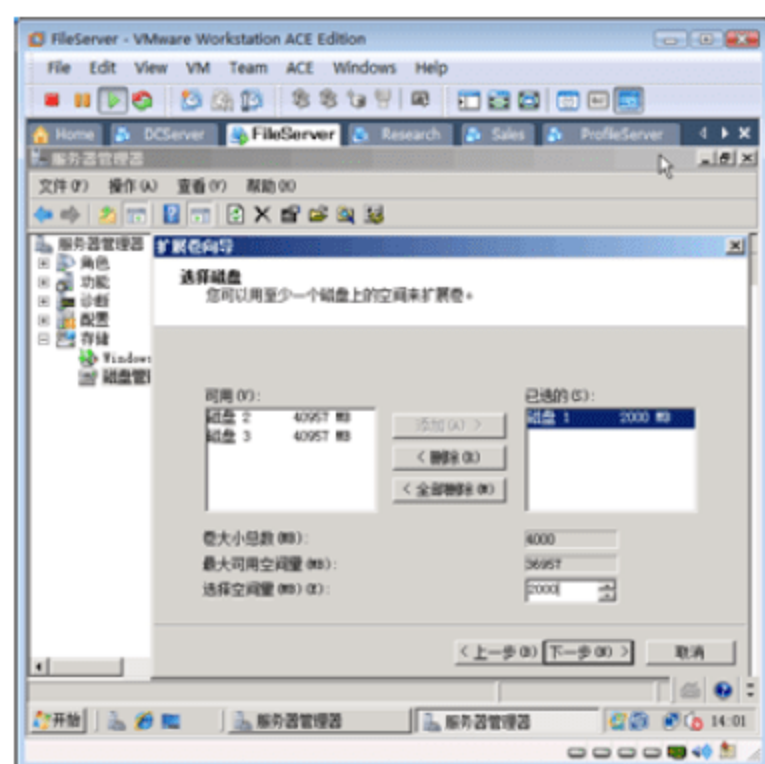 FileServer - VMware Workstation ACE Edition
File Edit View VM Team ACE Windows Help
Home DCServer FileServer Research Sales ProfileServer
服务器管理器
文件(F) 操作(A) 查看(V) 帮助(H)
服务器管理器
角色
功能
诊断
配置
存储
Windows
磁盘管
扩展卷向导
选择磁盘
您可以用至少一个磁盘上的空间来扩展卷。
可用(V):
磁盘 2 40957 MB
磁盘 3 40957 MB
添加(A) >
< 删除(R)
< 全部删除(M)
已选的(S):
磁盘 1 2000 MB
卷大小总数(MB): 4000
最大可用空间量(MB): 36957
选择空间量(MB)(E): 2000
< 上一步(B) 下一步(N) > 取消
开始 服务器管理器 服务器管理器 14:01